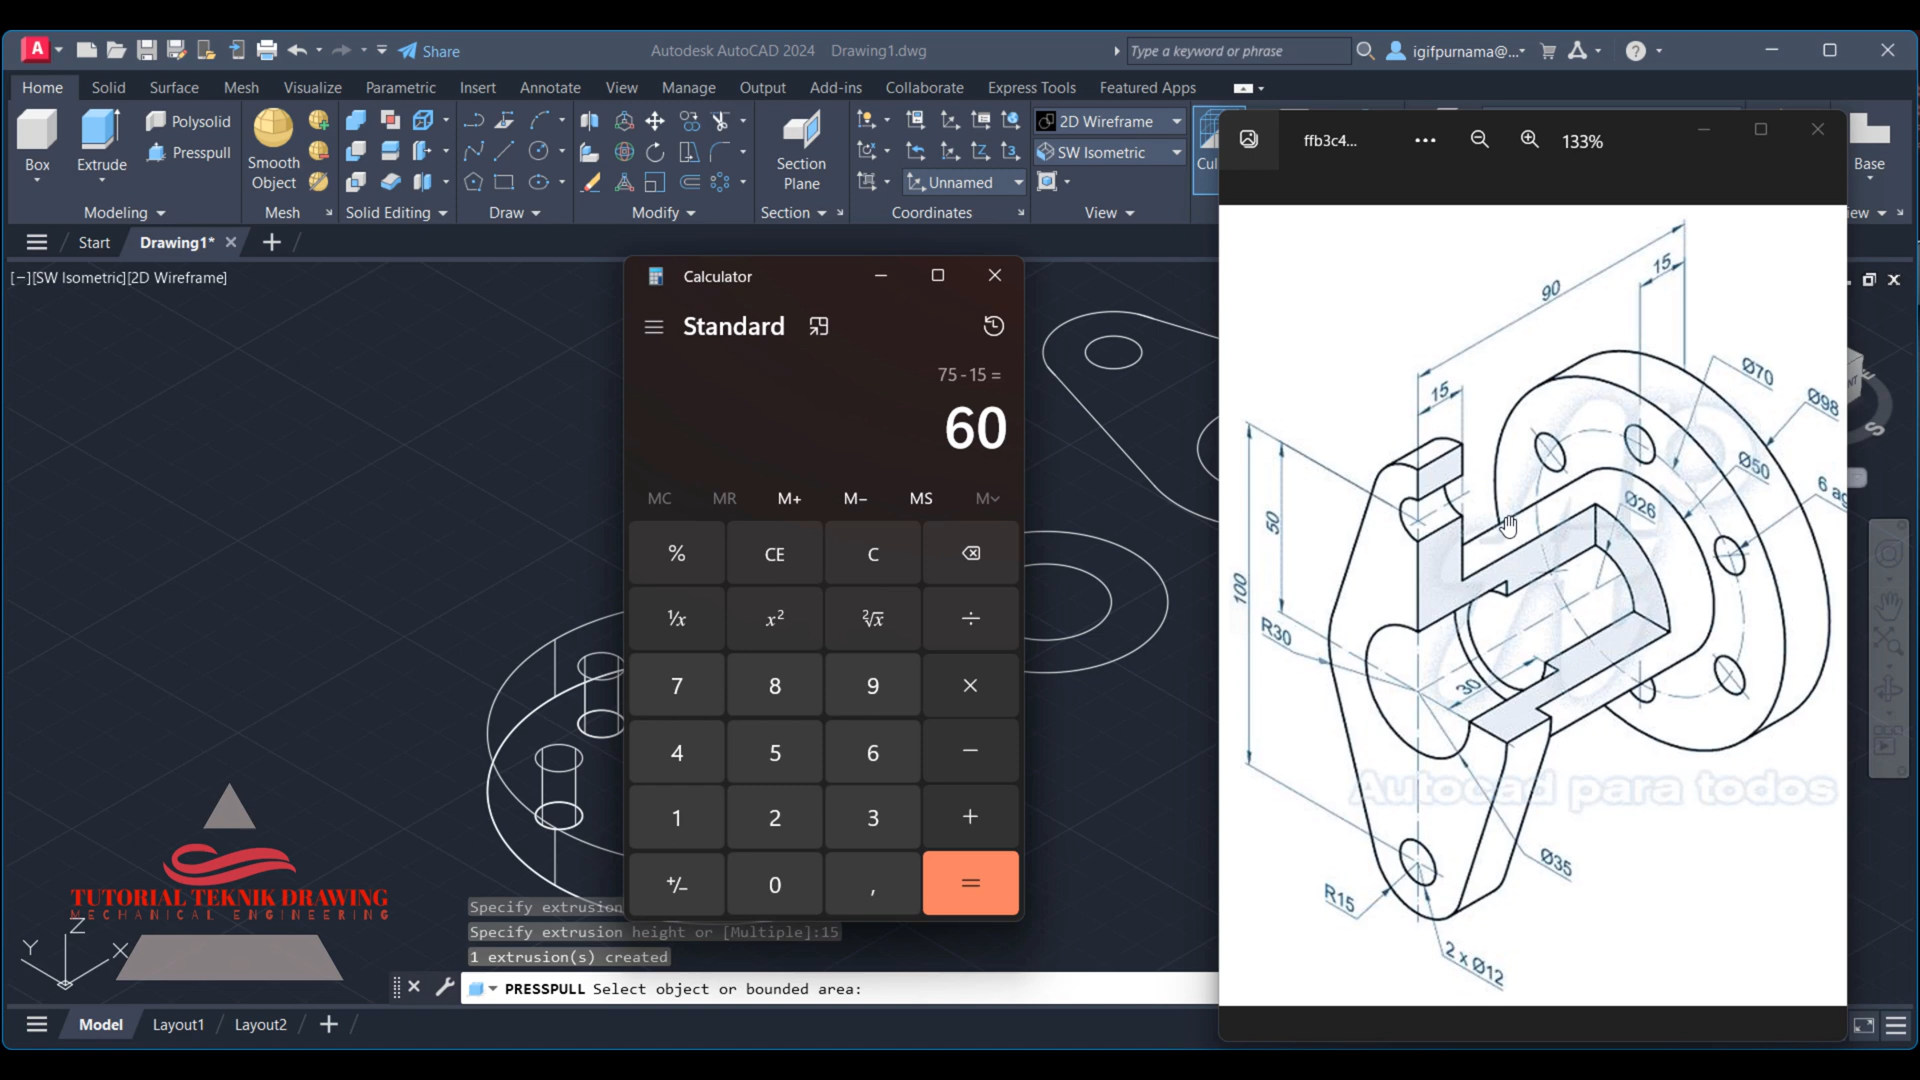 A
Share
Autodesk AutoCAD 2024 Drawing1.dwg
Type a keyword or phrase
igifpurnama@...
?
Home Solid Surface Mesh Visualize Parametric Insert Annotate View Manage Output Add-ins Collaborate Express Tools Featured Apps
Box
Extrude
Polysolid
Presspull
Smooth
Object
Section
Plane
2D Wireframe
SW Isometric
Unnamed
Base
Modeling Mesh Solid Editing Draw Modify Section Coordinates View
Start
Drawing1*
[−][SW Isometric][2D Wireframe]
Calculator
Standard
75 - 15 =
60
MC MR M+ M− MS M
% CE C
1/x x² ²√x ÷
7 8 9 ×
4 5 6 −
1 2 3 +
+/− 0 , =
ffb3c4...
133%
90
15
15
Ø70
Ø98
Ø50
Ø26
50
100
R30
30
Ø35
R15
2 x Ø12
Autocad para todos
S
TUTORIAL TEKNIK DRAWING
MECHANICAL ENGINEERING
Z
Y
X
Specify extrusion
Specify extrusion height or [Multiple]:15
1 extrusion(s) created
PRESSPULL Select object or bounded area:
Model Layout1 Layout2